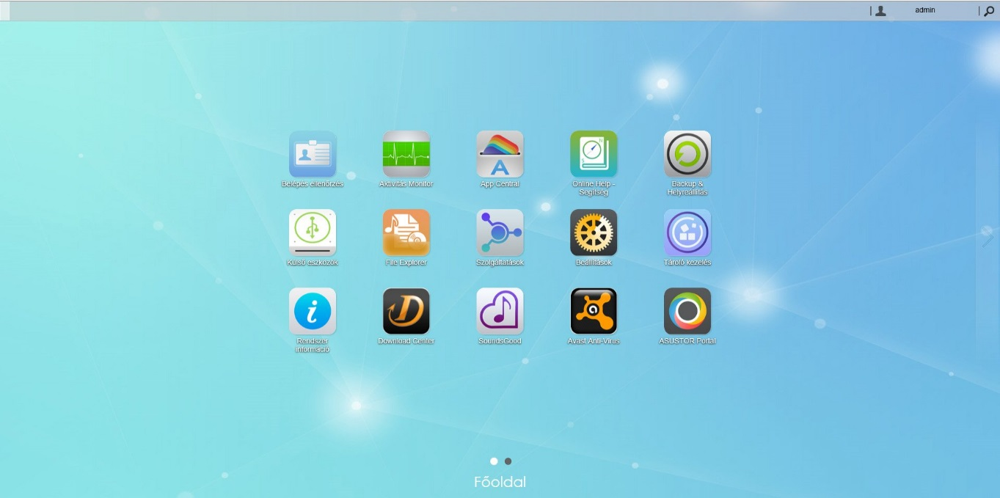 admin
Belépés ellenőrzés
Aktivitás Monitor
App Central
Online Help -
Segítség
Backup &
Helyreállítás
Külső eszközök
File Explorer
Szolgáltatások
Beállítások
Tároló kezelés
Rendszer
információ
Download Center
SoundsGood
Avast Anti-Virus
ASUSTOR Portal
Főoldal